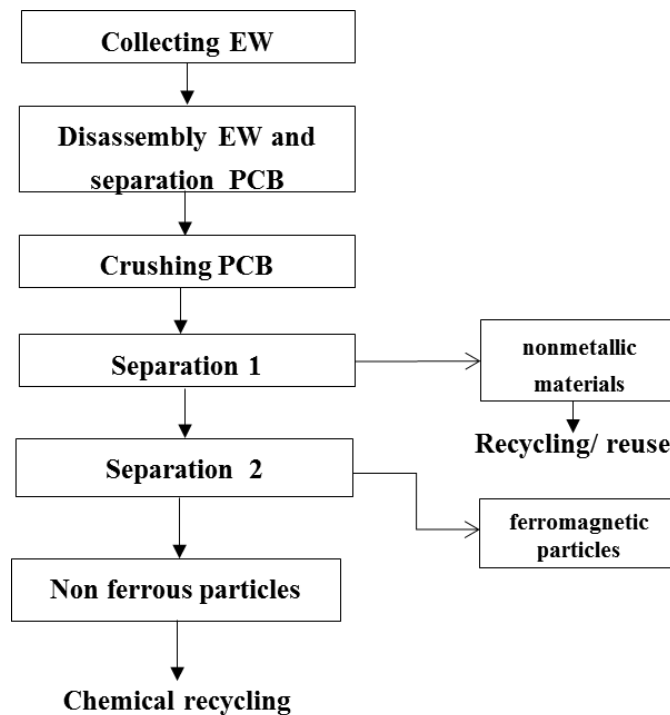 Collecting EW
Disassembly EW and
separation PCB
Crushing PCB
Separation 1
nonmetallic
materials
Recycling/ reuse
Separation 2
ferromagnetic
particles
Non ferrous particles
Chemical recycling